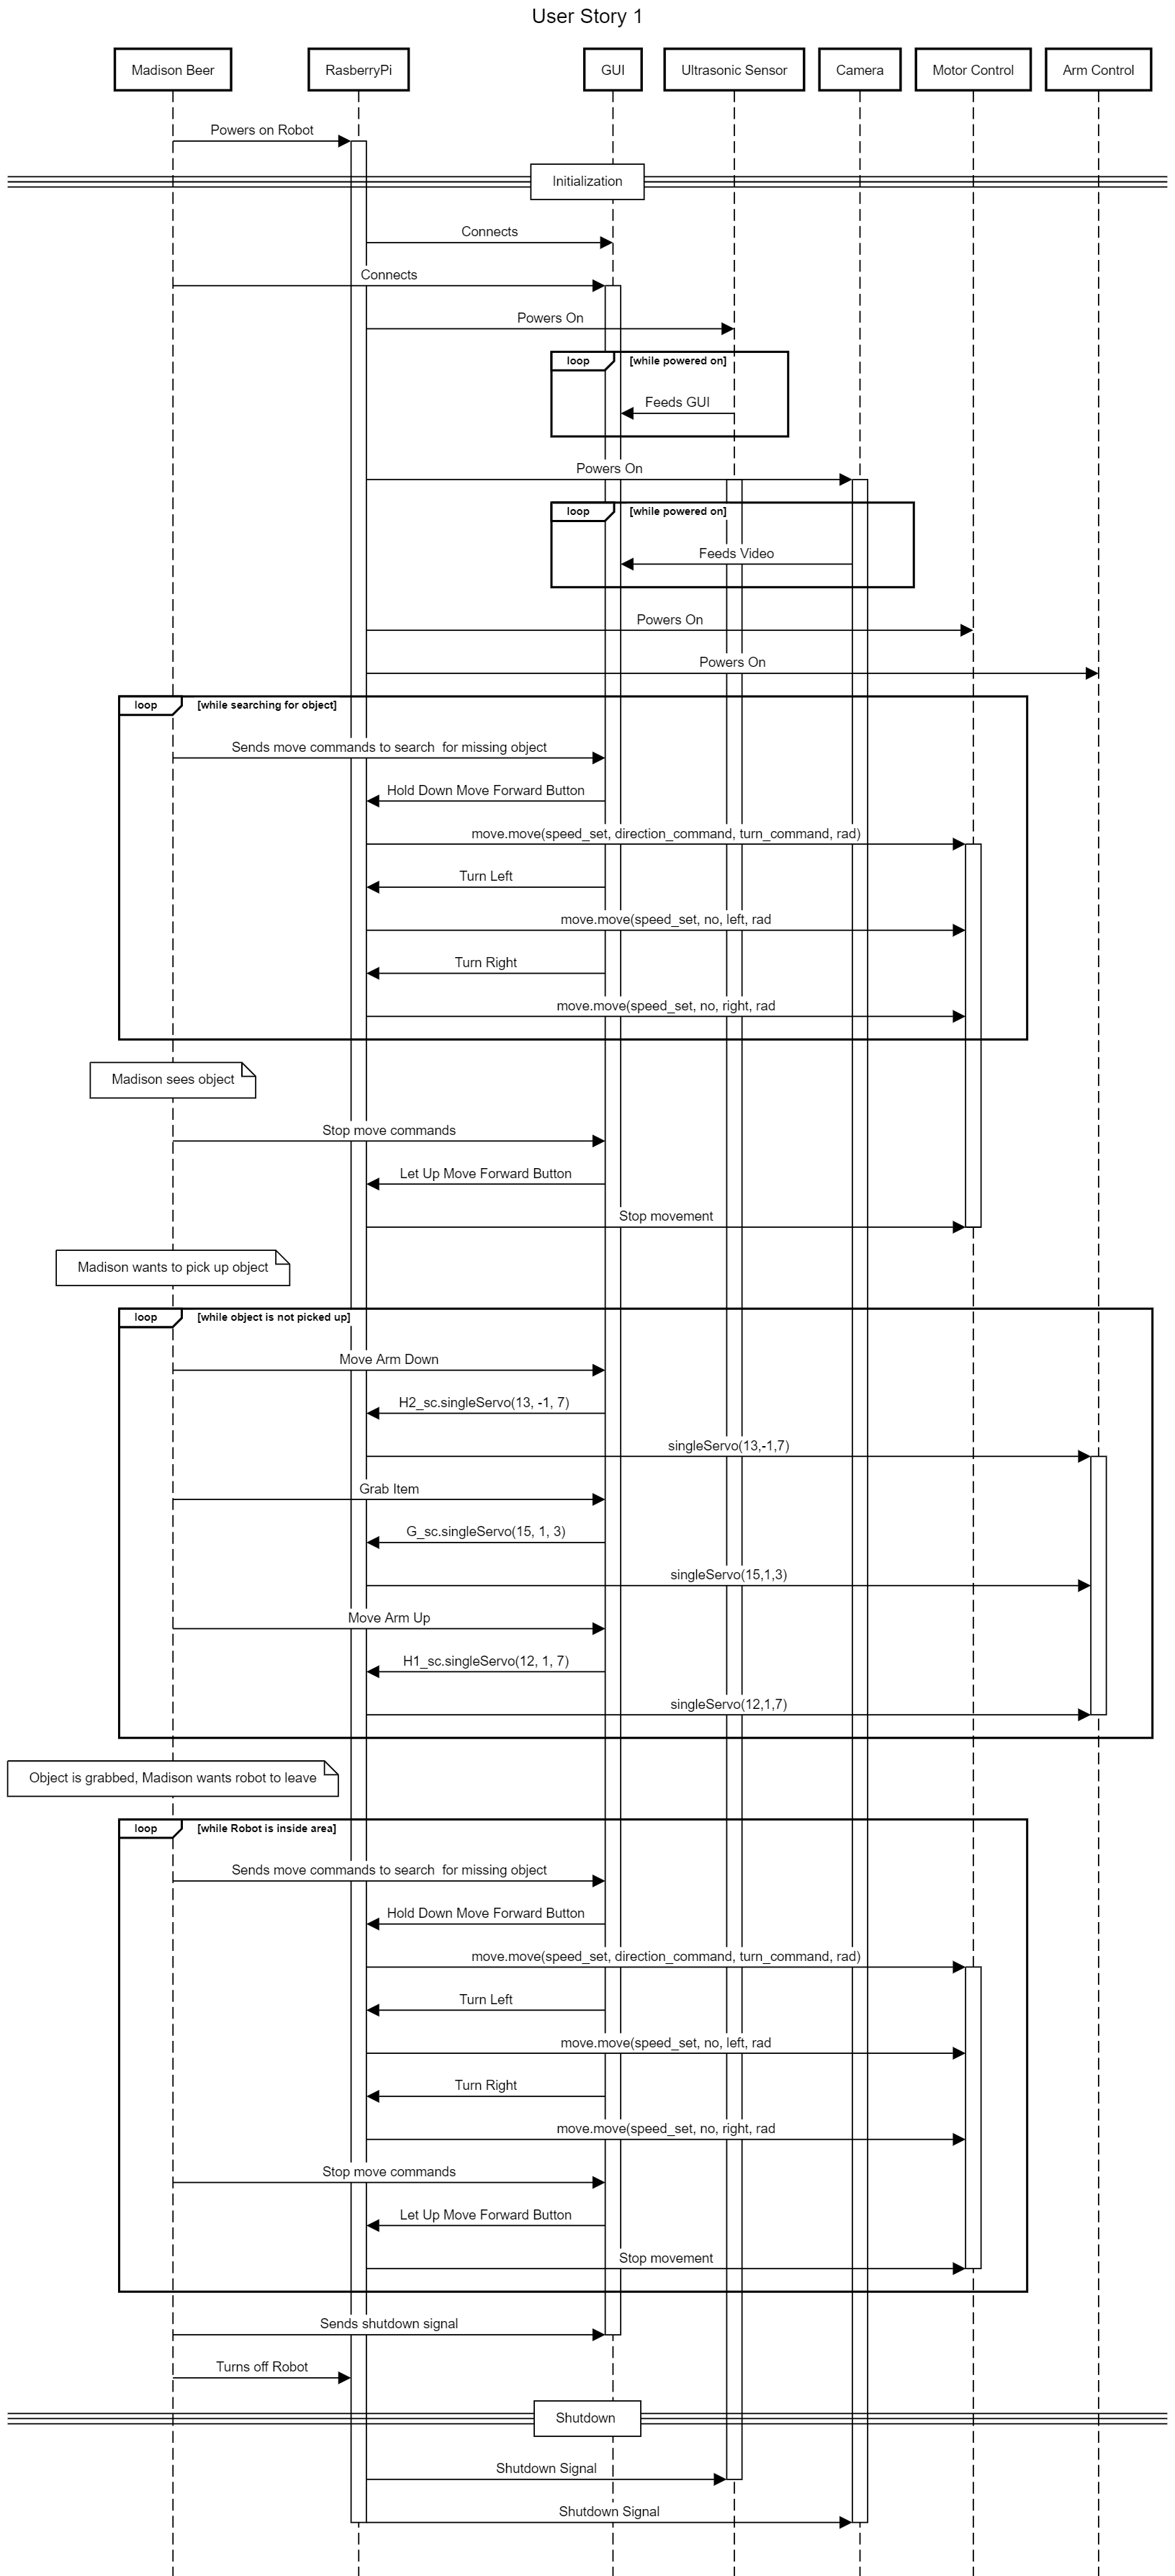 User Story 1
Madison Beer
RasberryPi
GUI
Ultrasonic Sensor
Camera
Motor Control
Arm Control
Powers on Robot
Initialization
Connects
Connects
Powers On
loop
[while powered on]
Feeds GUI
Powers On
loop
[while powered on]
Feeds Video
Powers On
Powers On
loop
[while searching for object]
Sends move commands to search  for missing object
Hold Down Move Forward Button
move.move(speed_set, direction_command, turn_command, rad)
Turn Left
move.move(speed_set, no, left, rad
Turn Right
move.move(speed_set, no, right, rad
Madison sees object
Stop move commands
Let Up Move Forward Button
Stop movement
Madison wants to pick up object
loop
[while object is not picked up]
Move Arm Down
H2_sc.singleServo(13, -1, 7)
singleServo(13,-1,7)
Grab Item
G_sc.singleServo(15, 1, 3)
singleServo(15,1,3)
Move Arm Up
H1_sc.singleServo(12, 1, 7)
singleServo(12,1,7)
Object is grabbed, Madison wants robot to leave
loop
[while Robot is inside area]
Sends move commands to search  for missing object
Hold Down Move Forward Button
move.move(speed_set, direction_command, turn_command, rad)
Turn Left
move.move(speed_set, no, left, rad
Turn Right
move.move(speed_set, no, right, rad
Stop move commands
Let Up Move Forward Button
Stop movement
Sends shutdown signal
Turns off Robot
Shutdown
Shutdown Signal
Shutdown Signal